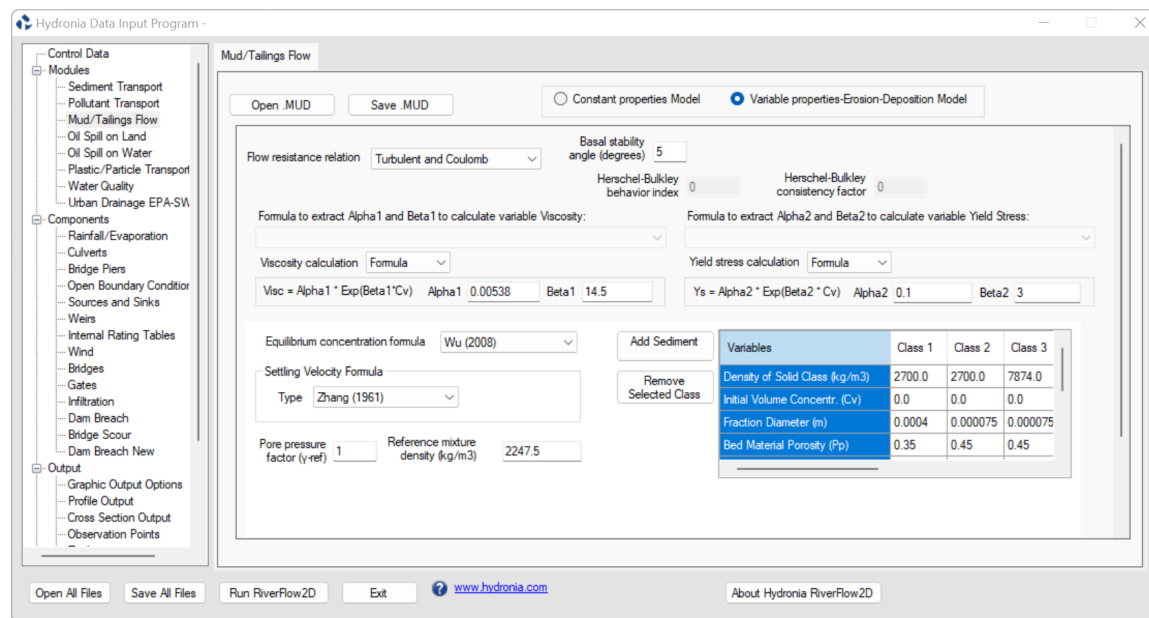 Hydronia Data Input Program -
Control Data
Modules
Sediment Transport
Pollutant Transport
Mud/Tailings Flow
Oil Spill on Land
Oil Spill on Water
Plastic/Particle Transport
Water Quality
Urban Drainage EPA-SW
Components
Rainfall/Evaporation
Culverts
Bridge Piers
Open Boundary Condition
Sources and Sinks
Weirs
Internal Rating Tables
Wind
Bridges
Gates
Infiltration
Dam Breach
Bridge Scour
Dam Breach New
Output
Graphic Output Options
Profile Output
Cross Section Output
Observation Points
Mud/Tailings Flow
Open .MUD Save .MUD Constant properties Model Variable properties-Erosion-Deposition Model
Flow resistance relation Turbulent and Coulomb
Basal stability
angle (degrees) 5
Herschel-Bulkley
behavior index 0
Herschel-Bulkley
consistency factor 0
Formula to extract Alpha1 and Beta1 to calculate variable Viscosity:
Formula to extract Alpha2 and Beta2 to calculate variable Yield Stress:
Viscosity calculation Formula
Yield stress calculation Formula
Visc = Alpha1 * Exp(Beta1*Cv) Alpha1 0.00538 Beta1 14.5
Ys = Alpha2 * Exp(Beta2 * Cv) Alpha2 0.1 Beta2 3
Equilibrium concentration formula Wu (2008)
Settling Velocity Formula
Type Zhang (1961)
Pore pressure
factor (γ-ref) 1
Reference mixture
density (kg/m3) 2247.5
Add Sediment
Remove
Selected Class
Variables Class 1 Class 2 Class 3
Density of Solid Class (kg/m3) 2700.0 2700.0 7874.0
Initial Volume Concentr. (Cv) 0.0 0.0 0.0
Fraction Diameter (m) 0.0004 0.000075 0.000075
Bed Material Porosity (Pp) 0.35 0.45 0.45
Open All Files Save All Files Run RiverFlow2D Exit ? www.hydronia.com About Hydronia RiverFlow2D